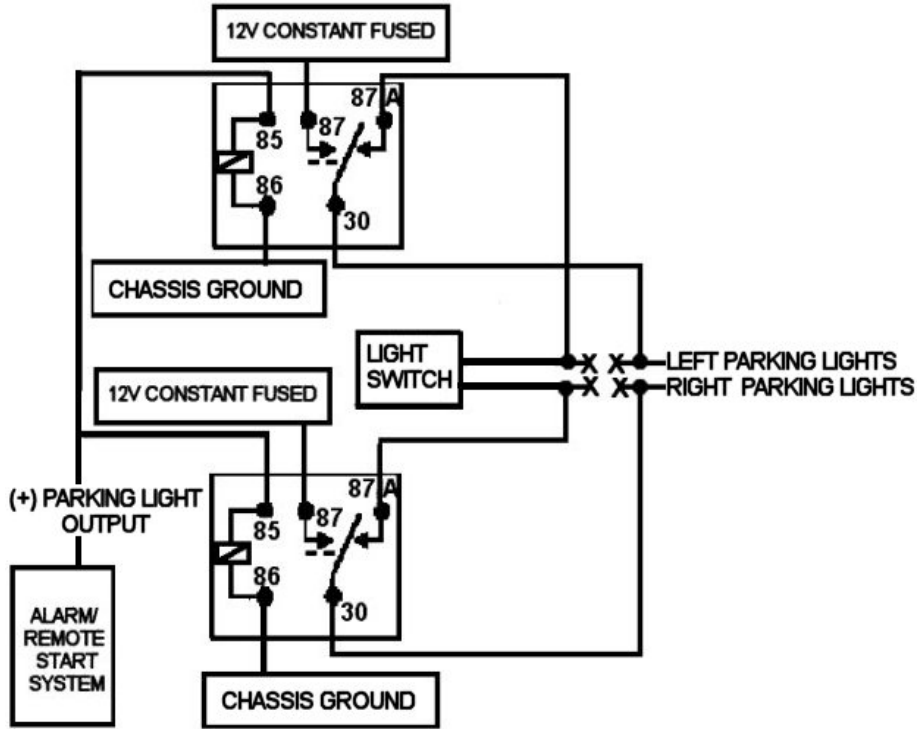 12V CONSTANT FUSED
87 A
85
87
86
30
CHASSIS GROUND
LIGHT
SWITCH
X X
LEFT PARKING LIGHTS
X X
RIGHT PARKING LIGHTS
12V CONSTANT FUSED
(+) PARKING LIGHT
OUTPUT
87 A
85
87
86
30
ALARM/
REMOTE
START
SYSTEM
CHASSIS GROUND